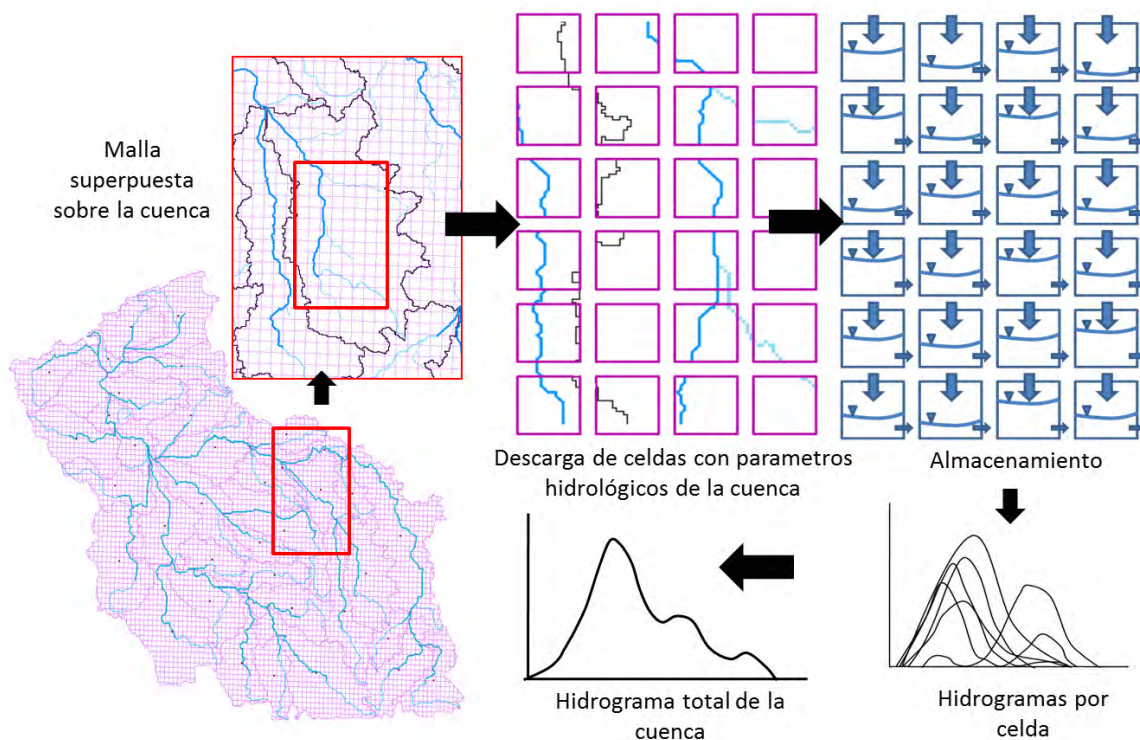 Malla
superpuesta
sobre la cuenca
Descarga de celdas con parametros
hidrológicos de la cuenca
Almacenamiento
Hidrograma total de la
cuenca
Hidrogramas por
celda